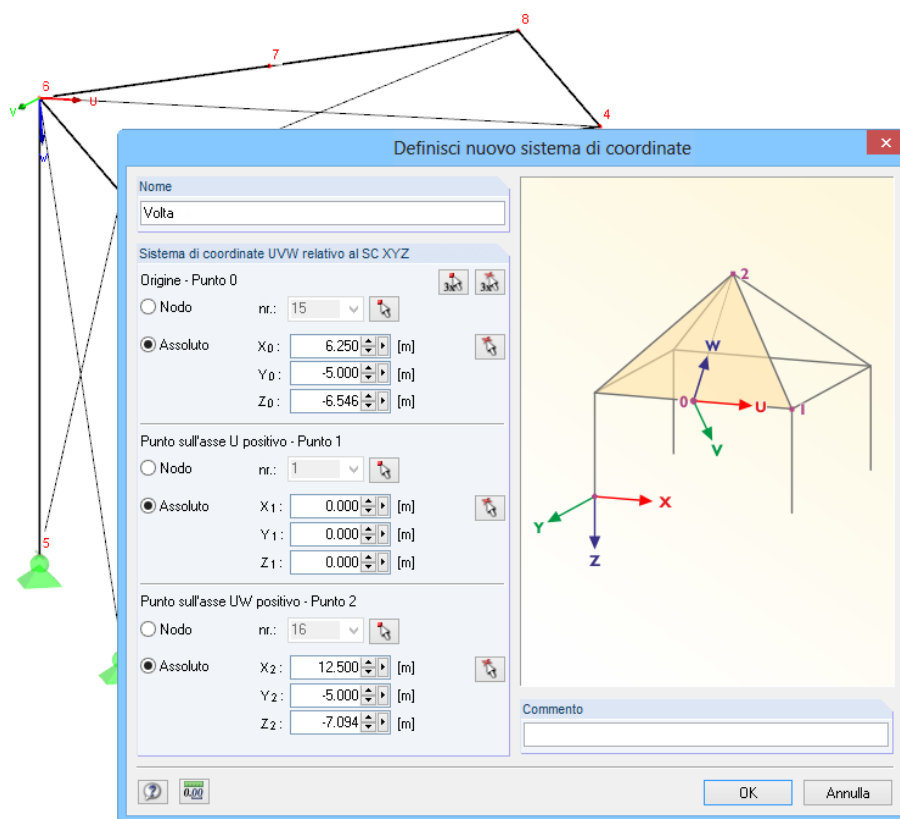 8
7
6
U
V
W
4
5
Definisci nuovo sistema di coordinate
Nome
Volta
Sistema di coordinate UVW relativo al SC XYZ
Origine - Punto 0
3x
3x
Nodo nr.: 15
Assoluto X0: 6.250 [m]
Y0: -5.000 [m]
Z0: -6.546 [m]
Punto sull'asse U positivo - Punto 1
Nodo nr.: 1
Assoluto X1: 0.000 [m]
Y1: 0.000 [m]
Z1: 0.000 [m]
Punto sull'asse UW positivo - Punto 2
Nodo nr.: 16
Assoluto X2: 12.500 [m]
Y2: -5.000 [m]
Z2: -7.094 [m]
2
W
0
U
1
V
X
Y
Z
Commento
0.00
OK
Annulla